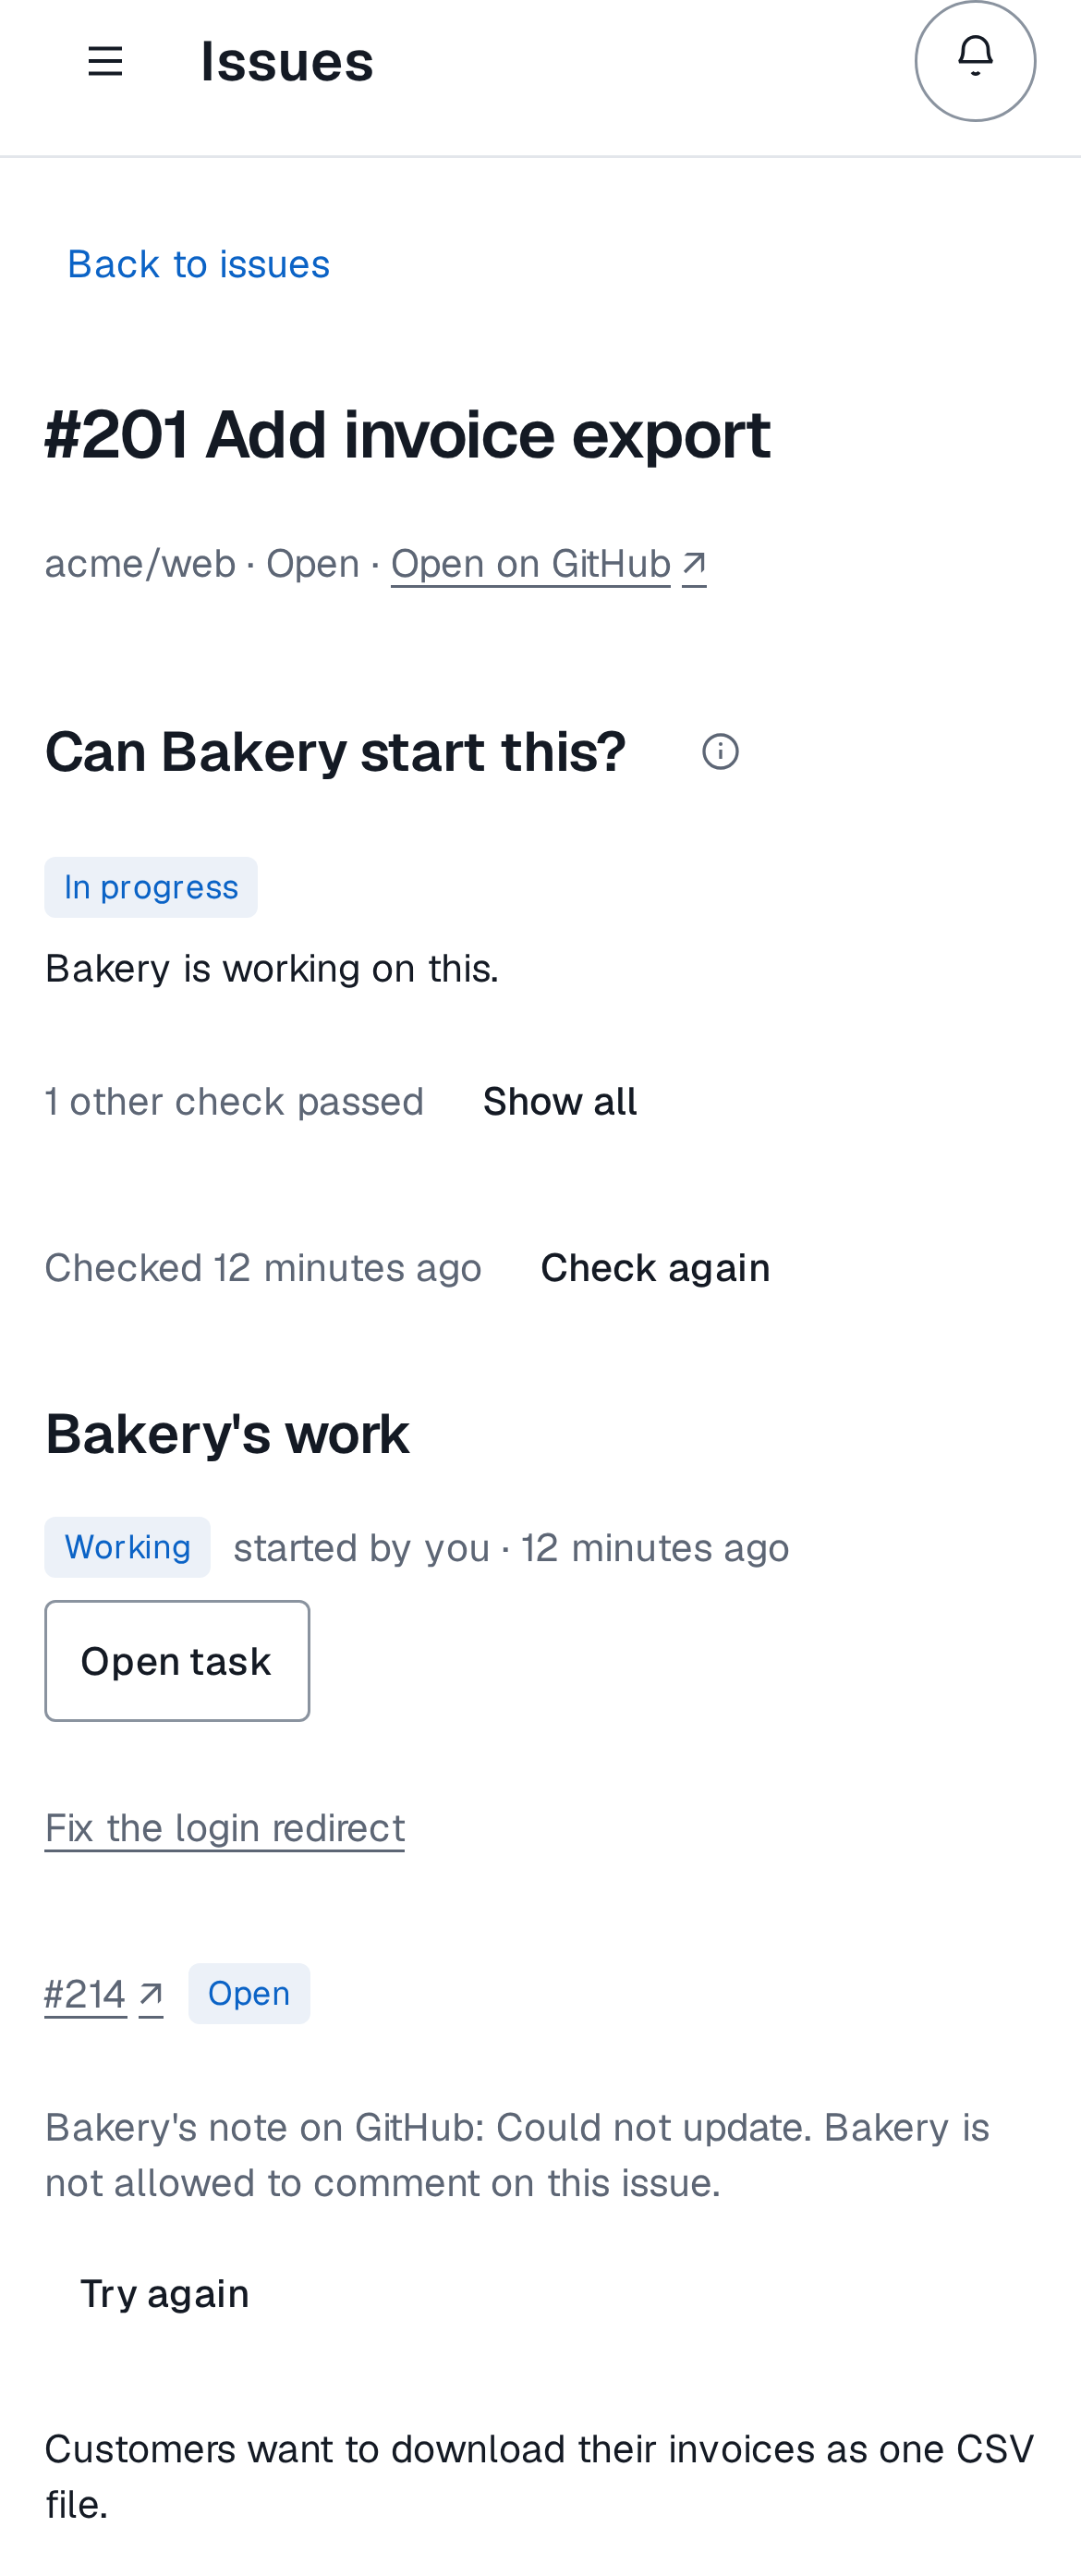 Issues
Back to issues
#201 Add invoice export
acme/web · Open · Open on GitHub ↗
Can Bakery start this?
In progress
Bakery is working on this.
1 other check passed Show all
Checked 12 minutes ago Check again
Bakery's work
Working started by you · 12 minutes ago
Open task
Fix the login redirect
#214 ↗ Open
Bakery's note on GitHub: Could not update. Bakery is
not allowed to comment on this issue.
Try again
Customers want to download their invoices as one CSV
file.